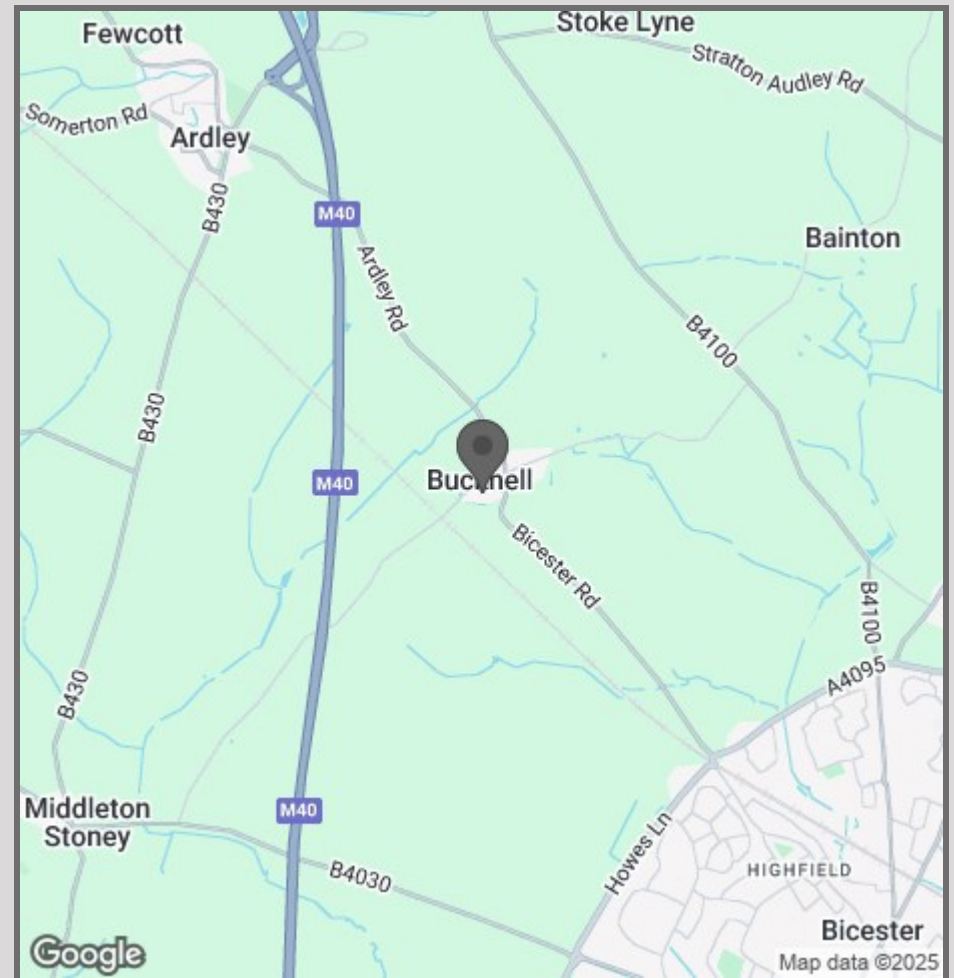 Stoke Lyne
Fewcott
Stratton Audley Rd
Somerton Rd
Ardley
B430
M40
Bainton
Ardley Rd
B4100
B430
Bucknell
M40
Bicester Rd
B4100
A4095
B430
Middleton
Stoney
M40
Howes Ln
B4030
HIGHFIELD
Bicester
Google
Map data ©2025